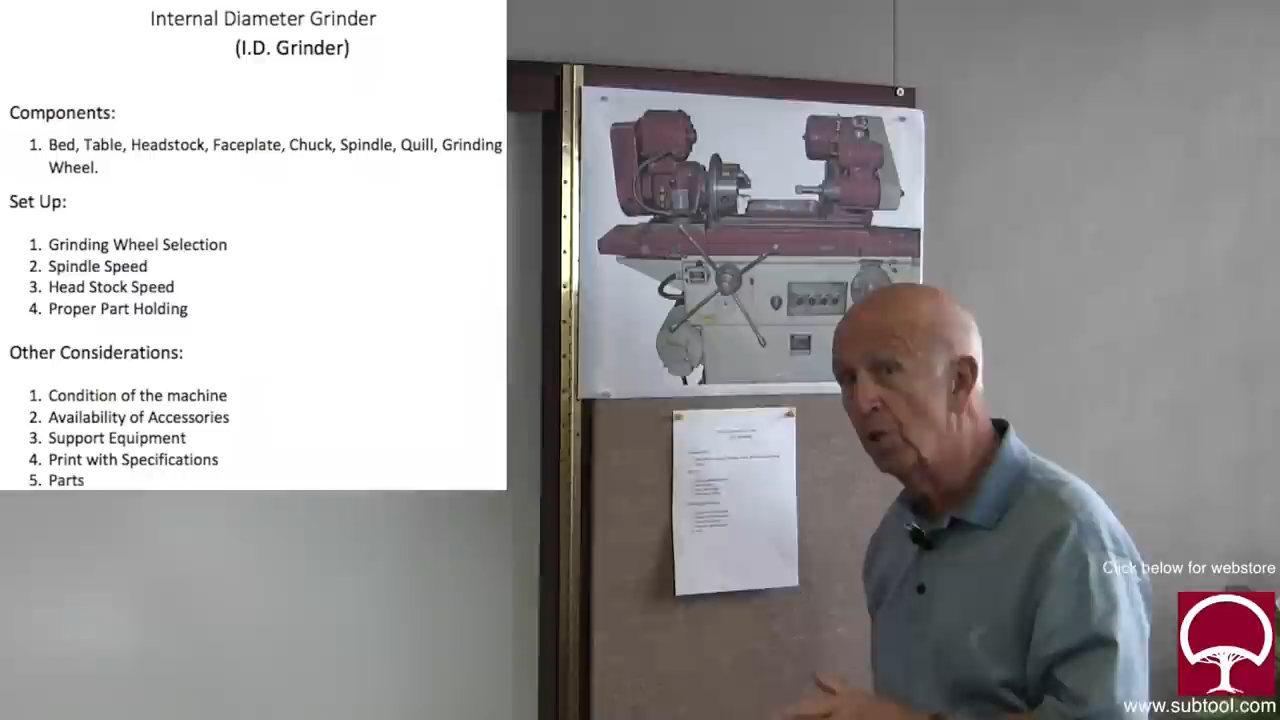 Internal Diameter Grinder
(I.D. Grinder)
Components:
1. Bed, Table, Headstock, Faceplate, Chuck, Spindle, Quill, Grinding
Wheel.
Set Up:
1. Grinding Wheel Selection
2. Spindle Speed
3. Head Stock Speed
4. Proper Part Holding
Other Considerations:
1. Condition of the machine
2. Availability of Accessories
3. Support Equipment
4. Print with Specifications
5. Parts
Click below for webstore
www.subtool.com